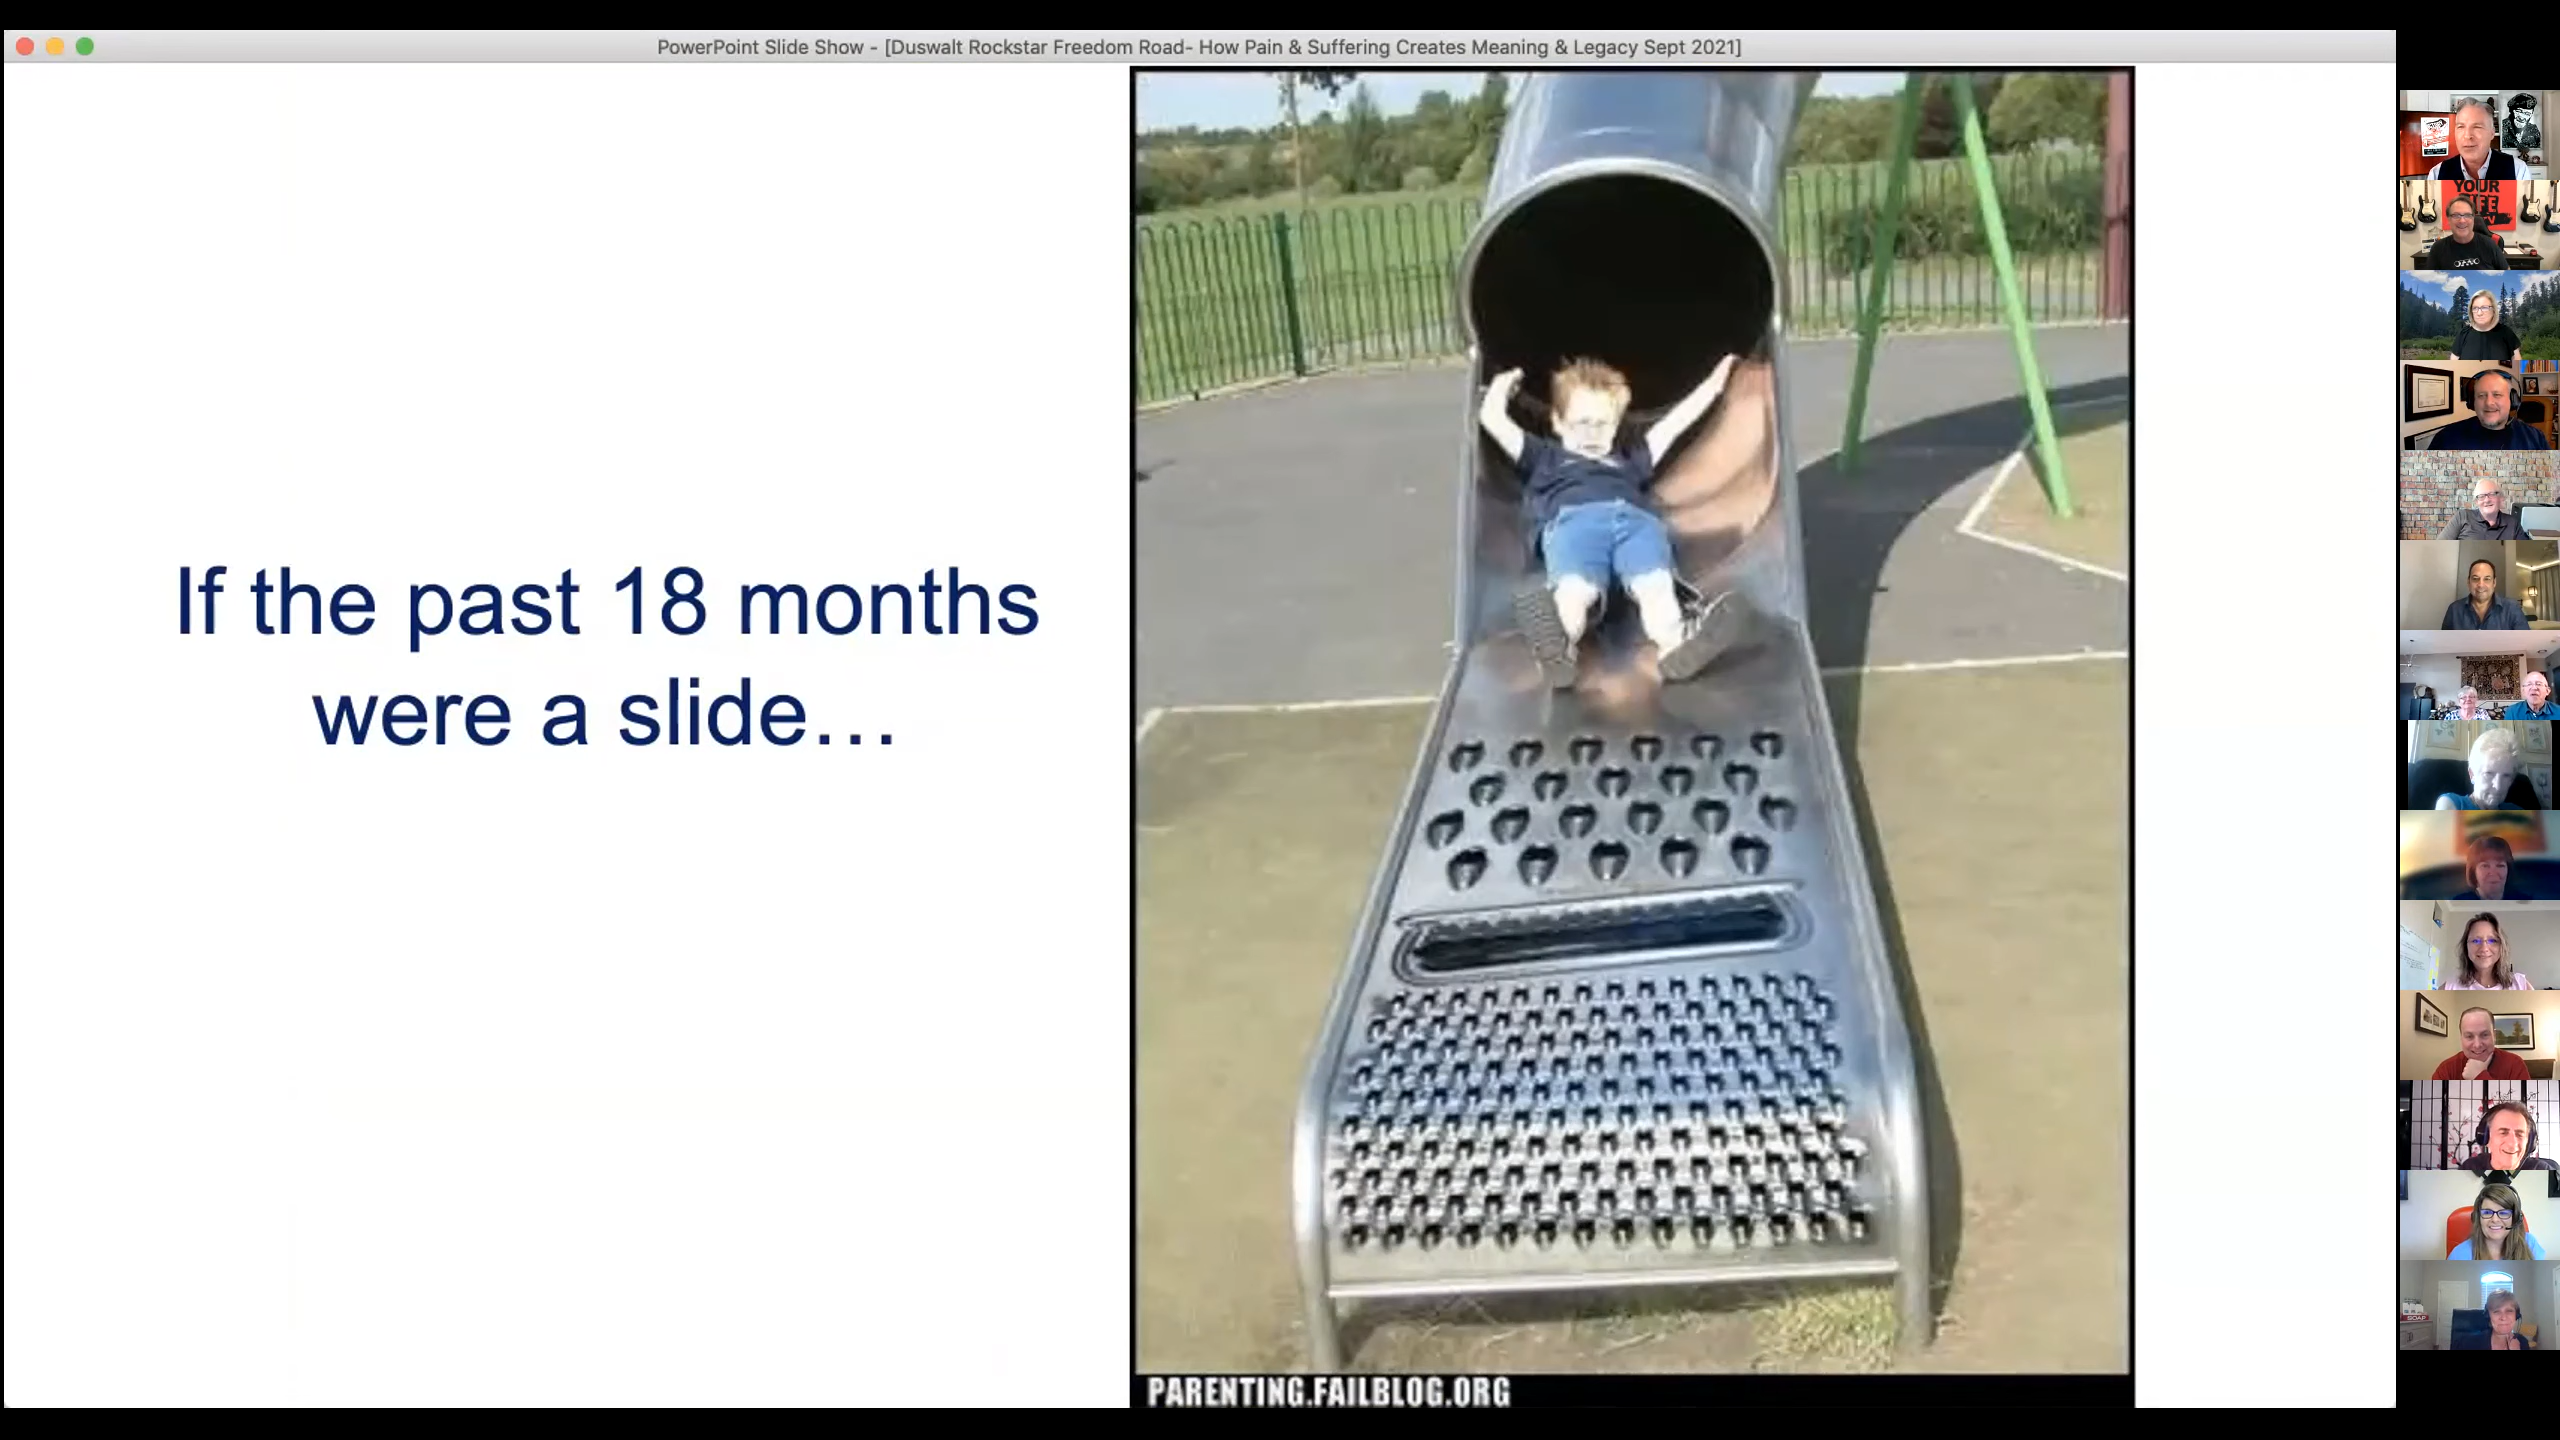 PowerPoint Slide Show - [Duswalt Rockstar Freedom Road- How Pain & Suffering Creates Meaning & Legacy Sept 2021]
If the past 18 months
were a slide…
PARENTING.FAILBLOG.ORG
YOUR